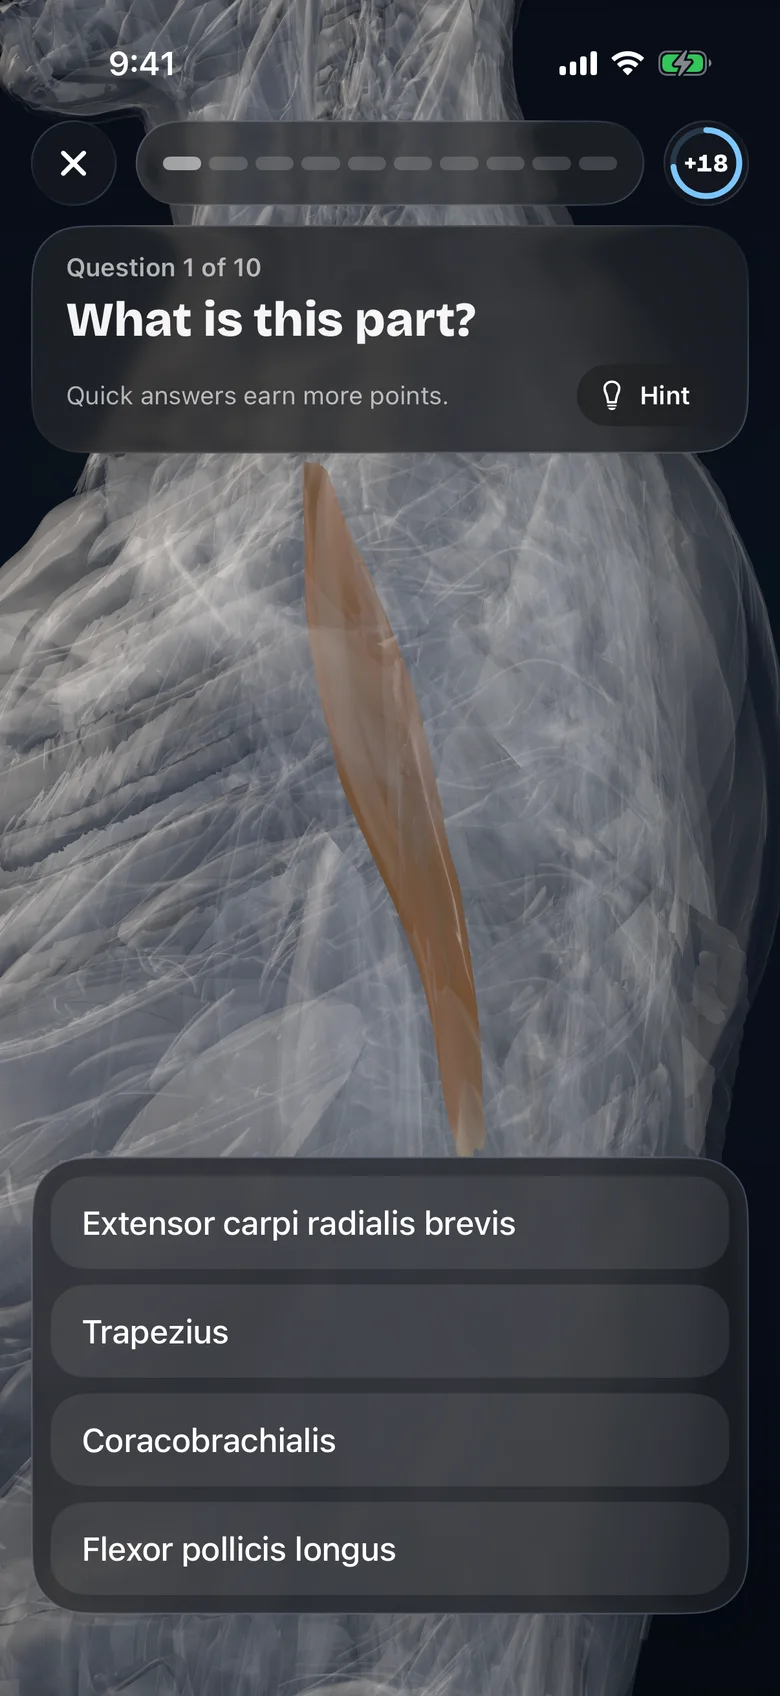 9:41
+18
Question 1 of 10
What is this part?
Quick answers earn more points.
Hint
Extensor carpi radialis brevis
Trapezius
Coracobrachialis
Flexor pollicis longus